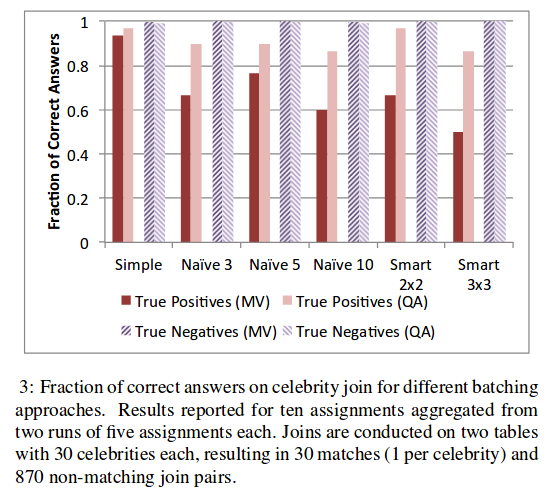 1
0.8
0.6
0.4
0.2
0
Fraction of Correct Answers
Simple Naïve 3 Naïve 5 Naïve 10 Smart Smart
2x2 3x3
True Positives (MV) True Positives (QA)
True Negatives (MV) True Negatives (QA)
3: Fraction of correct answers on celebrity join for different batching
approaches. Results reported for ten assignments aggregated from
two runs of five assignments each. Joins are conducted on two tables
with 30 celebrities each, resulting in 30 matches (1 per celebrity) and
870 non-matching join pairs.